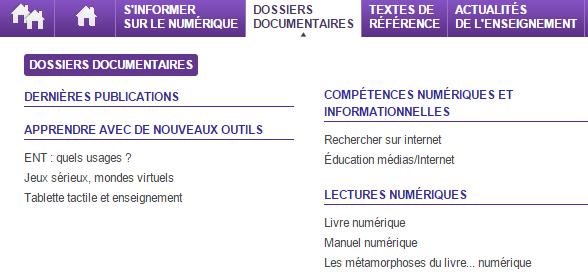 S'INFORMER
SUR LE NUMÉRIQUE
DOSSIERS
DOCUMENTAIRES
TEXTES DE
RÉFÉRENCE
ACTUALITÉS
DE L'ENSEIGNEMENT
DOSSIERS DOCUMENTAIRES
DERNIÈRES PUBLICATIONS
APPRENDRE AVEC DE NOUVEAUX OUTILS
ENT : quels usages ?
Jeux sérieux, mondes virtuels
Tablette tactile et enseignement
COMPÉTENCES NUMÉRIQUES ET
INFORMATIONNELLES
Rechercher sur internet
Éducation médias/Internet
LECTURES NUMÉRIQUES
Livre numérique
Manuel numérique
Les métamorphoses du livre... numérique